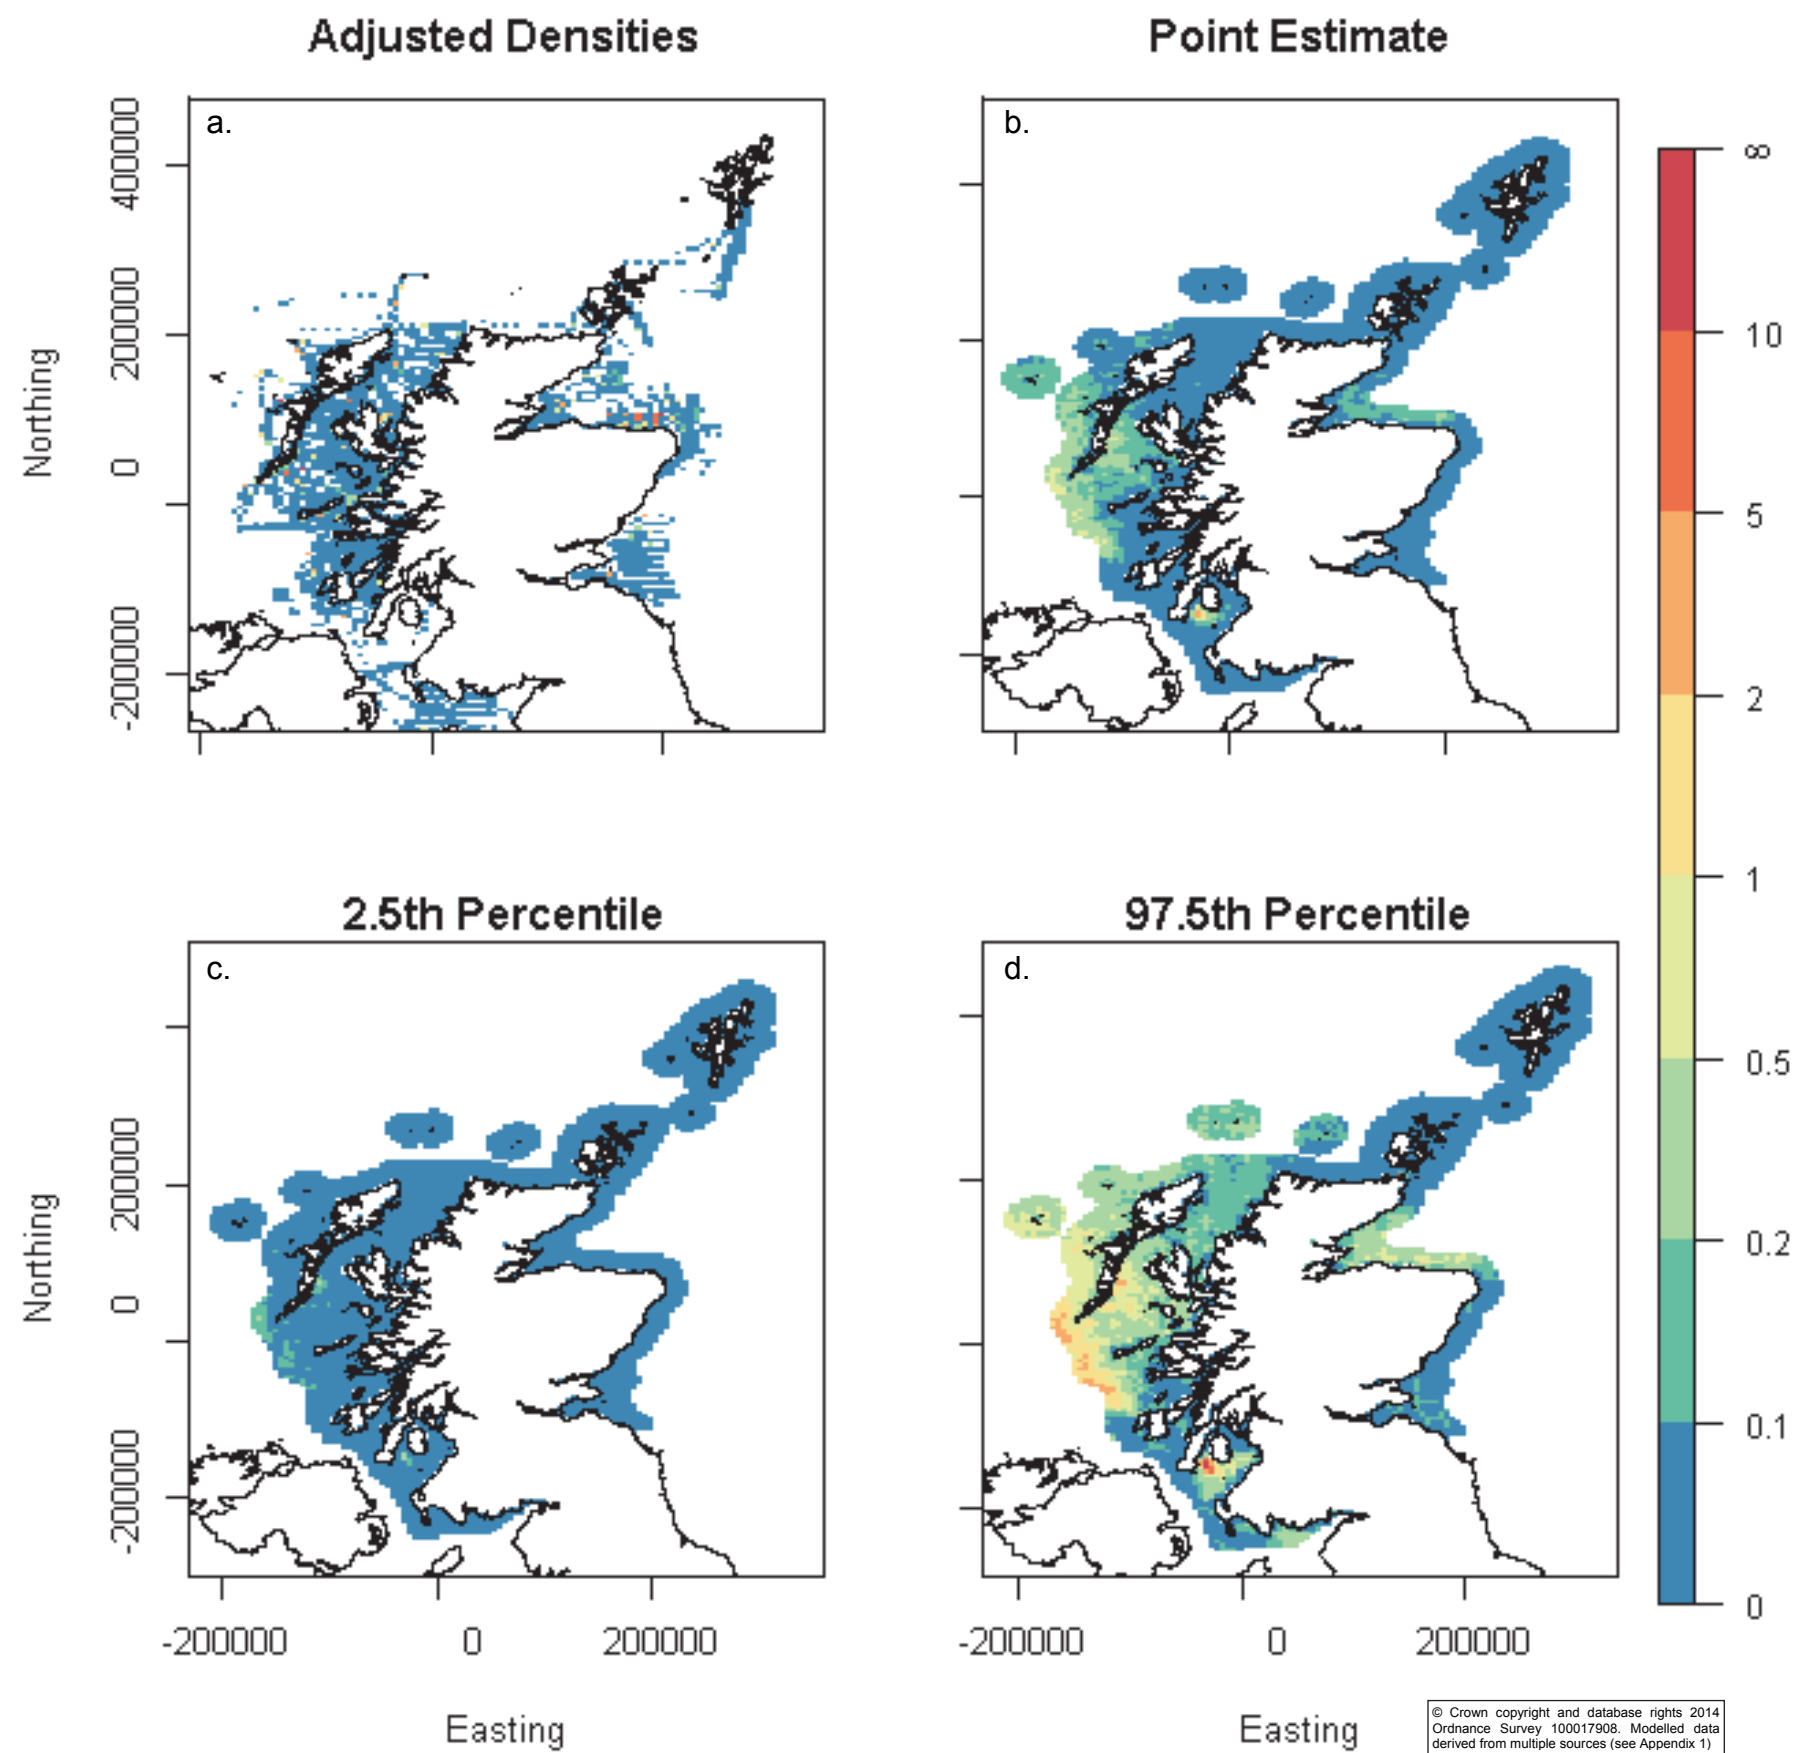 Adjusted Densities
Point Estimate
a.
b.
400000
200000
0
-200000
Northing
∞
10
5
2
1
0.5
0.2
0.1
0
2.5th Percentile
97.5th Percentile
c.
d.
200000
0
-200000
Northing
-200000 0 200000
-200000 0 200000
Easting
Easting
© Crown copyright and database rights 2014
Ordnance Survey 100017908. Modelled data
derived from multiple sources (see Appendix 1)